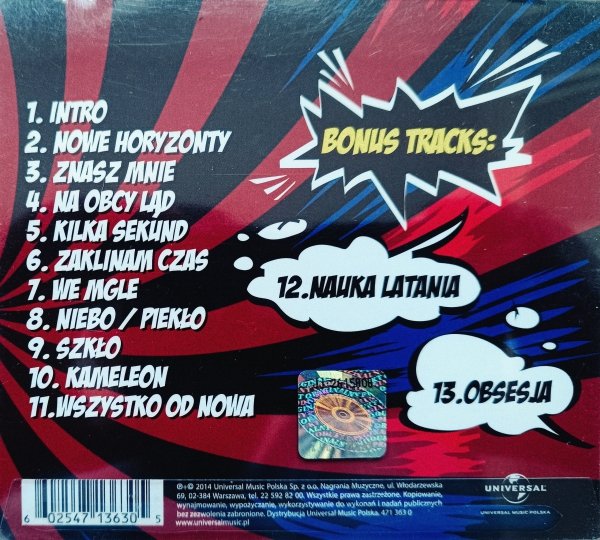 1. INTRO
2. NOWE HORYZONTY
3. ZNASZ MNIE
4. NA OBCY LĄD
5. KILKA SEKUND
6. ZAKLINAM CZAS
7. WE MGLE
8. NIEBO / PIEKŁO
9. SZKŁO
10. KAMELEON
11.WSZYSTKO OD NOWA
BONUS TRACKS:
12.NAUKA LATANIA
13.OBSESJA
6 02547 13630 5
℗+© 2014 Universal Music Polska Sp. z o.o, Nagrania Muzyczne, ul. Włodarzewska
69, 02-384 Warszawa, tel. 22 592 82 00. Wszystkie prawa zastrzeżone. Kopiowanie,
wynajmowanie, wypożyczanie, wykorzystywanie do wykonań i nadań publicznych
bez zezwolenia zabronione. Dystrybucja Universal Music Polska. 471 363 0
www.universalmusic.pl
UNIVERSAL
UNIVERSAL MUSIC POLSKA